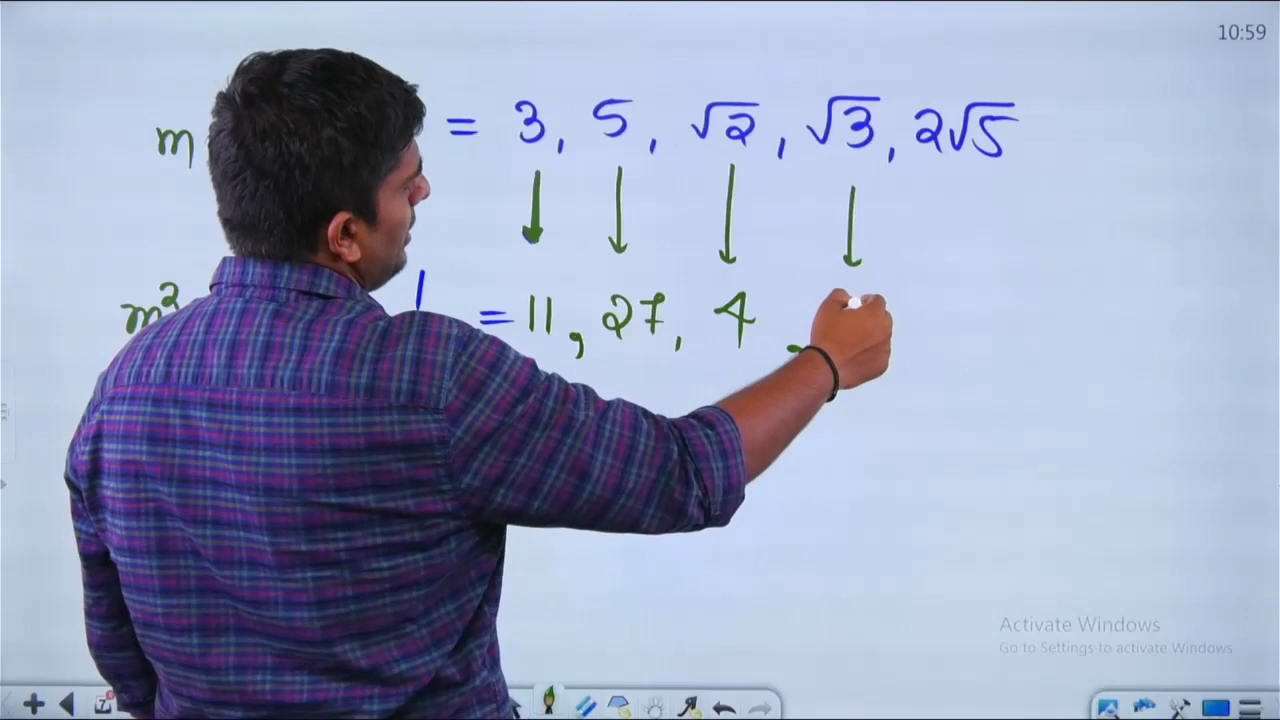 10:59
m = 3, 5, √2, √3, 2√5
m² 1 = 11, 27, 4,
Activate Windows
Go to Settings to activate Windows